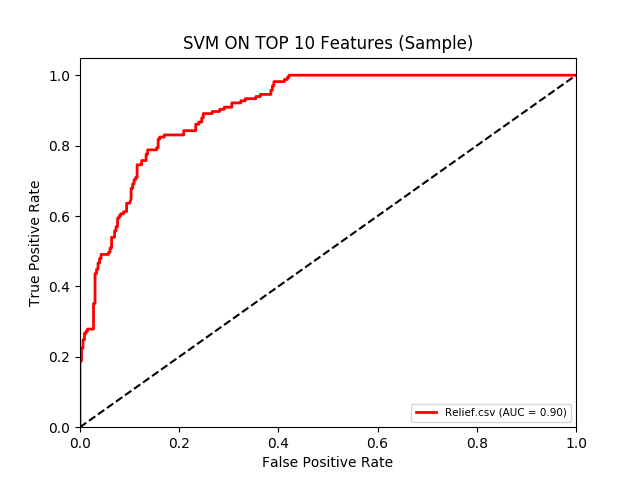 SVM ON TOP 10 Features (Sample)
1.0
0.8
0.6
0.4
0.2
0.0
True Positive Rate
Relief.csv (AUC = 0.90)
0.0 0.2 0.4 0.6 0.8 1.0
False Positive Rate